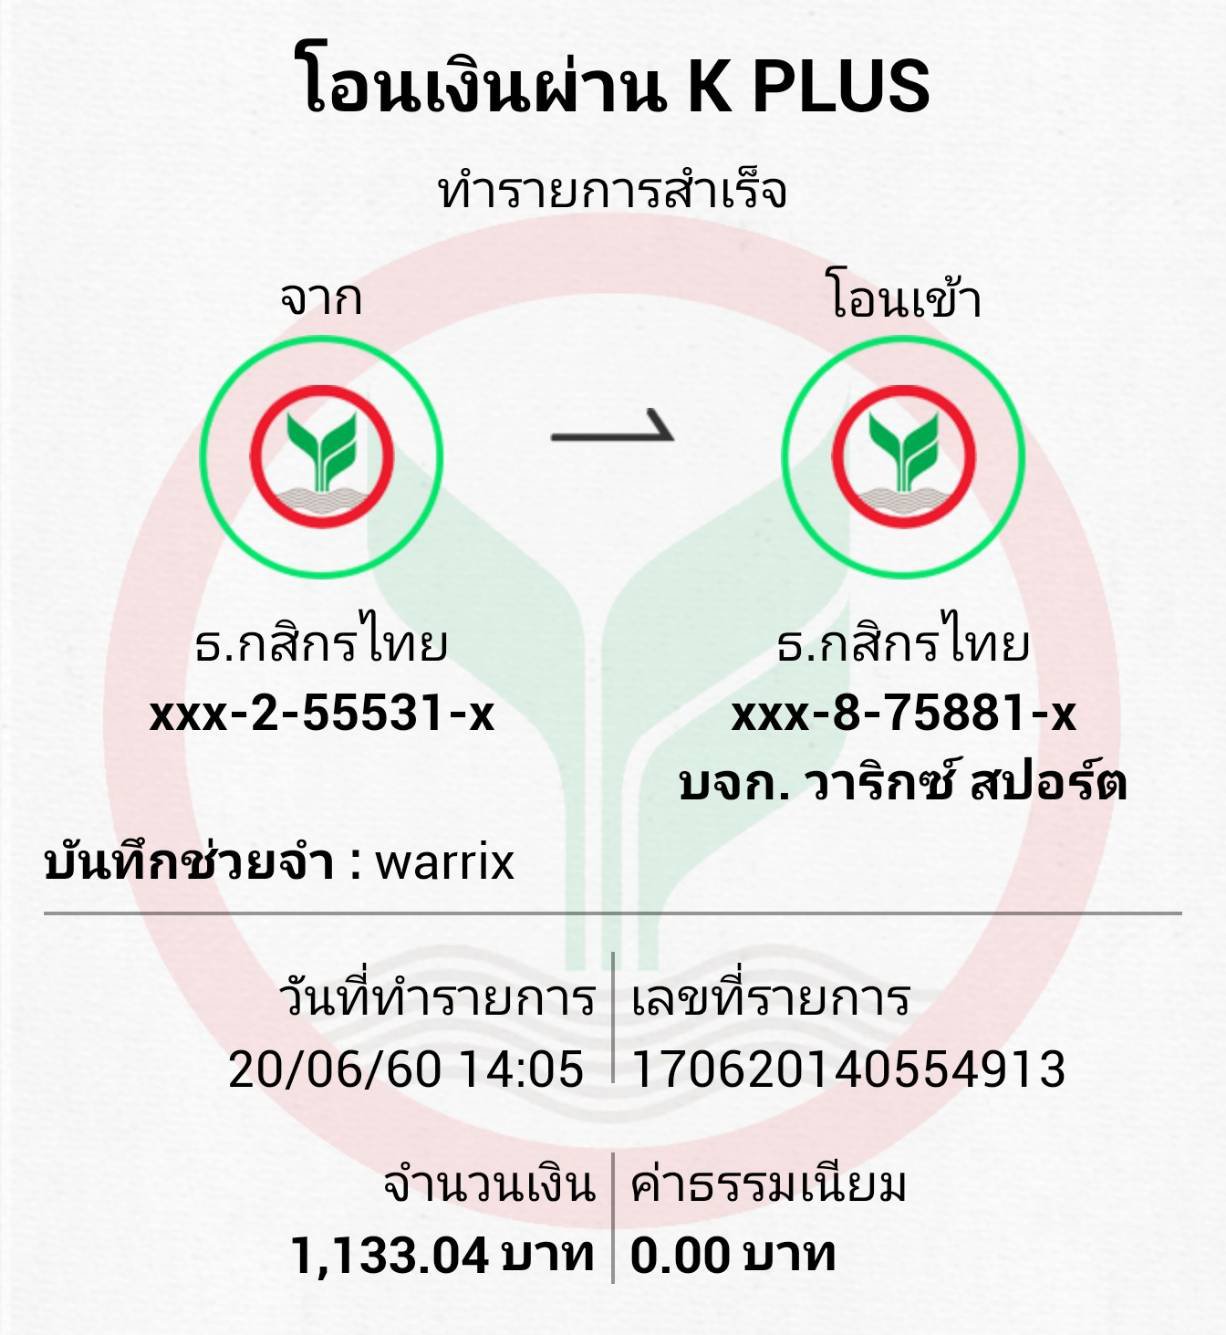 โอนเงินผ่าน K PLUS
ทำรายการสำเร็จ
จาก
โอนเข้า
ธ.กสิกรไทย
xxx-2-55531-x
ธ.กสิกรไทย
xxx-8-75881-x
บจก. วาริกซ์ สปอร์ต
บันทึกช่วยจำ : warrix
วันที่ทำรายการ
20/06/60 14:05
เลขที่รายการ
170620140554913
จำนวนเงิน
1,133.04 บาท
ค่าธรรมเนียม
0.00 บาท